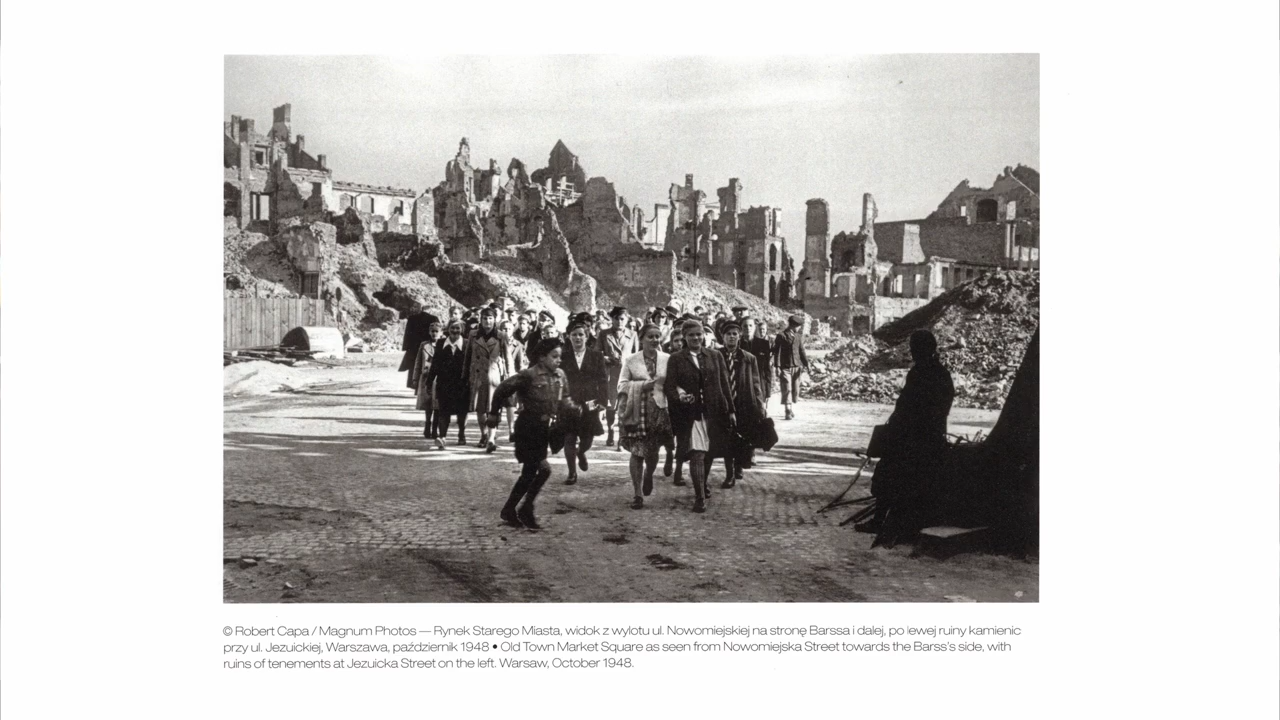 © Robert Capa / Magnum Photos — Rynek Starego Miasta, widok z wylotu ul. Nowomiejskiej na stronę Barssa i dalej, po lewej ruiny kamienic
przy ul. Jezuickiej, Warszawa, październik 1948 • Old Town Market Square as seen from Nowomiejska Street towards the Barss's side, with
ruins of tenements at Jezuicka Street on the left. Warsaw, October 1948.